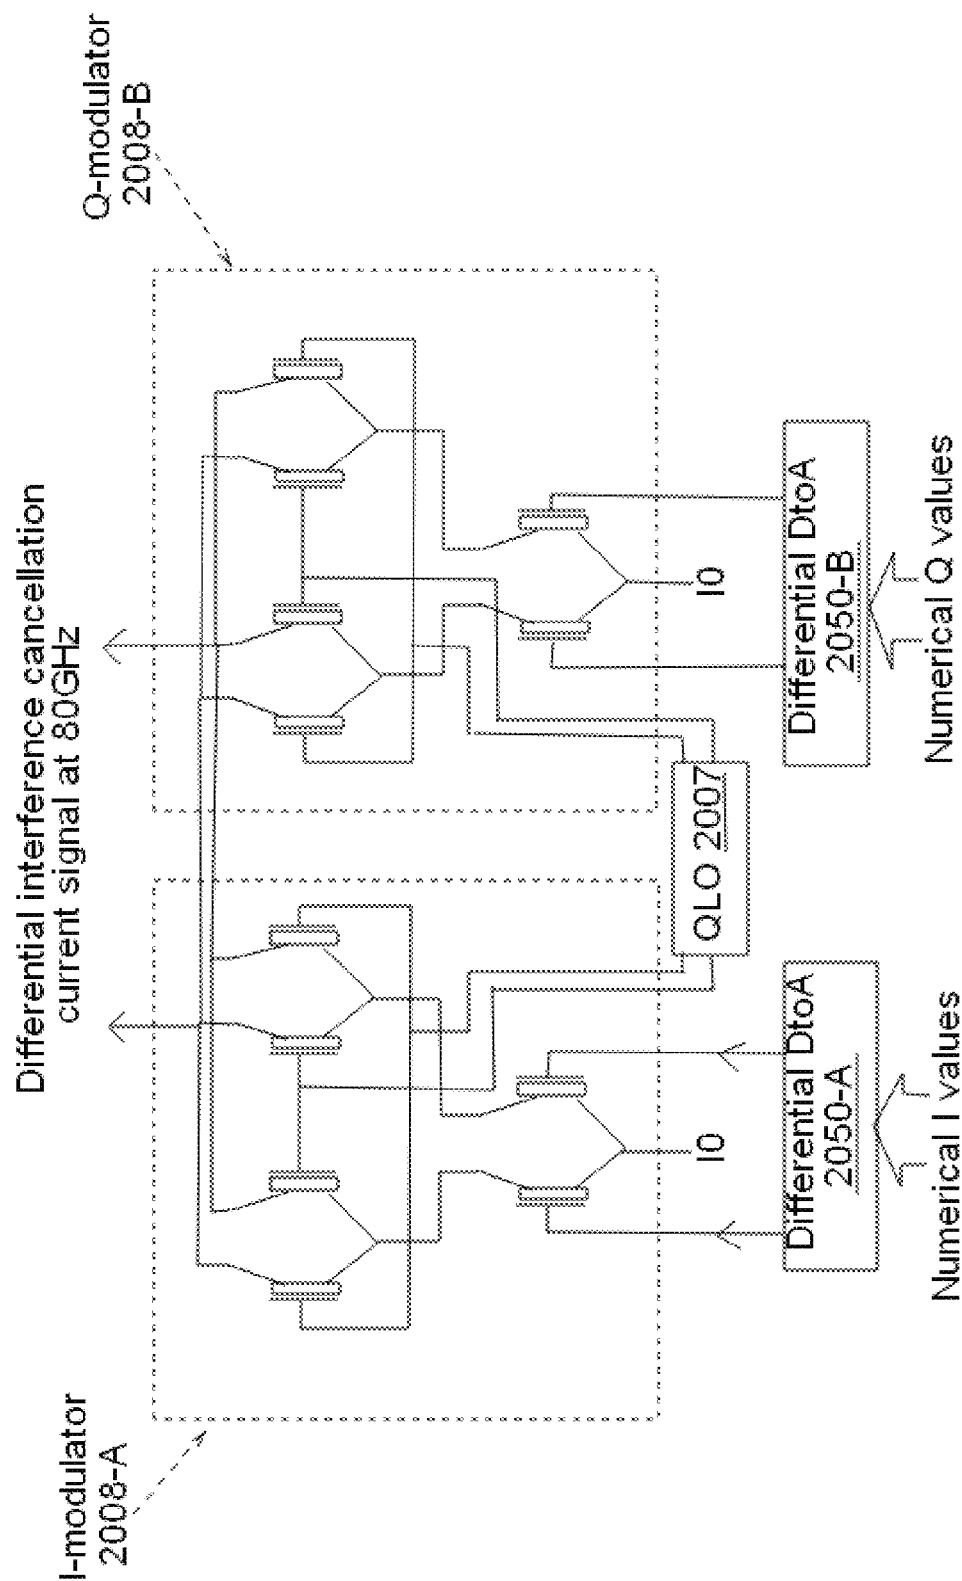 I-modulator
2008-A
Differential interference cancellation
current signal at 80GHz
Q-modulator
2008-B
I0
I0
QLO 2007
Differential DtoA
2050-A
Differential DtoA
2050-B
Numerical I values
Numerical Q values